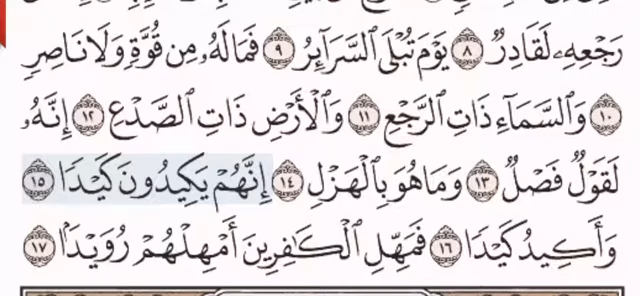 رَجْعِهِۦ لَقَادِرٌ ٨ يَوْمَ تُبْلَى ٱلسَّرَآئِرُ ٩ فَمَا لَهُۥ مِن قُوَّةٍ وَلَا نَاصِرٍ
١٠ وَٱلسَّمَآءِ ذَاتِ ٱلرَّجْعِ ١١ وَٱلْأَرْضِ ذَاتِ ٱلصَّدْعِ ١٢ إِنَّهُۥ
لَقَوْلٌ فَصْلٌ ١٣ وَمَا هُوَ بِٱلْهَزْلِ ١٤ إِنَّهُمْ يَكِيدُونَ كَيْدًا ١٥
وَأَكِيدُ كَيْدًا ١٦ فَمَهِّلِ ٱلْكَٰفِرِينَ أَمْهِلْهُمْ رُوَيْدًۢا ١٧